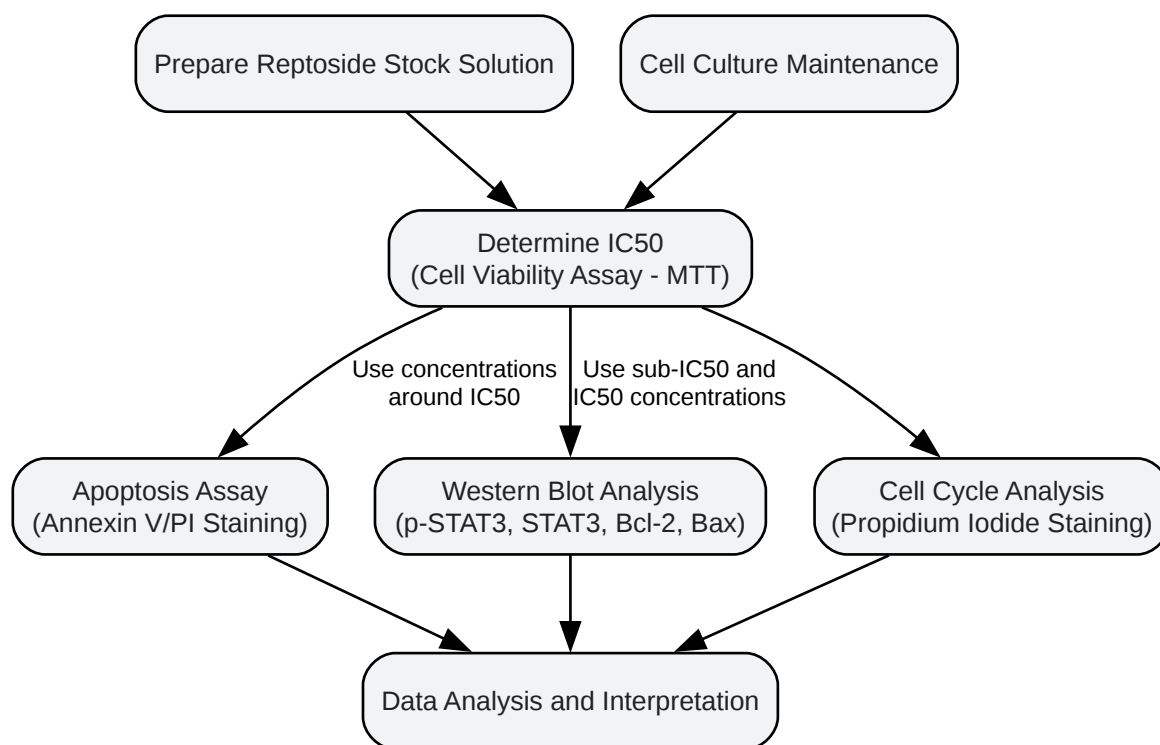 Prepare Reptoside Stock Solution
Cell Culture Maintenance
Determine IC50
(Cell Viability Assay - MTT)
Use concentrations
around IC50
Use sub-IC50 and
IC50 concentrations
Apoptosis Assay
(Annexin V/PI Staining)
Western Blot Analysis
(p-STAT3, STAT3, Bcl-2, Bax)
Cell Cycle Analysis
(Propidium Iodide Staining)
Data Analysis and Interpretation